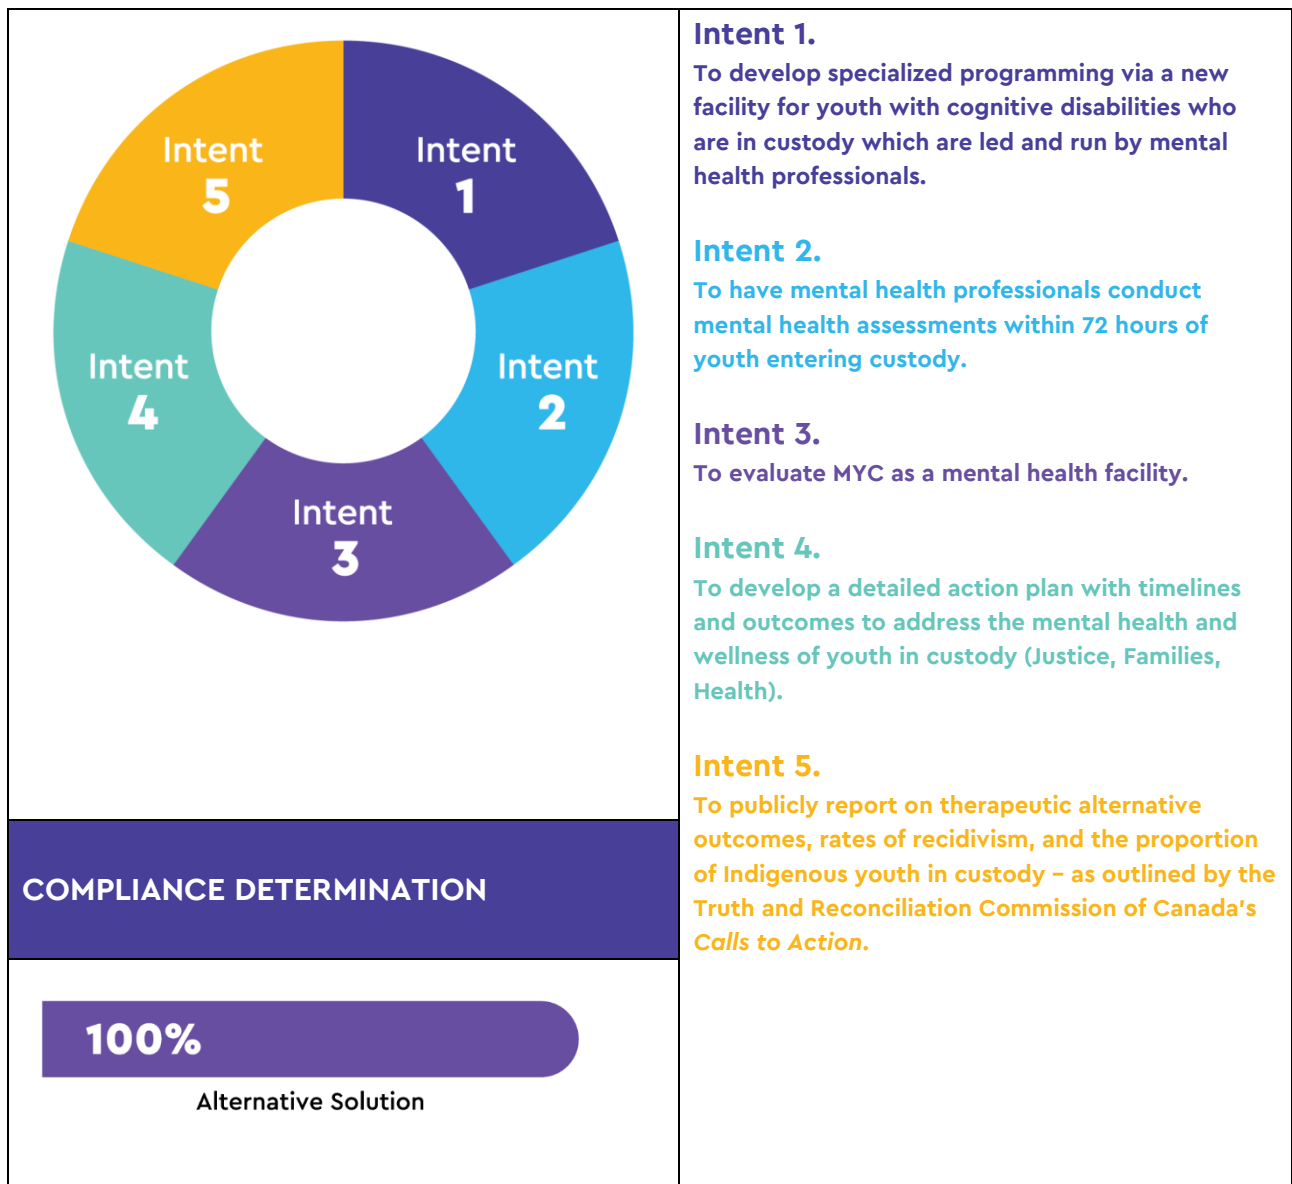 Intent
1
Intent
2
Intent
3
Intent
4
Intent
5
COMPLIANCE DETERMINATION
100%
Alternative Solution
Intent 1.
To develop specialized programming via a new
facility for youth with cognitive disabilities who
are in custody which are led and run by mental
health professionals.
Intent 2.
To have mental health professionals conduct
mental health assessments within 72 hours of
youth entering custody.
Intent 3.
To evaluate MYC as a mental health facility.
Intent 4.
To develop a detailed action plan with timelines
and outcomes to address the mental health and
wellness of youth in custody (Justice, Families,
Health).
Intent 5.
To publicly report on therapeutic alternative
outcomes, rates of recidivism, and the proportion
of Indigenous youth in custody – as outlined by the
Truth and Reconciliation Commission of Canada's
Calls to Action.